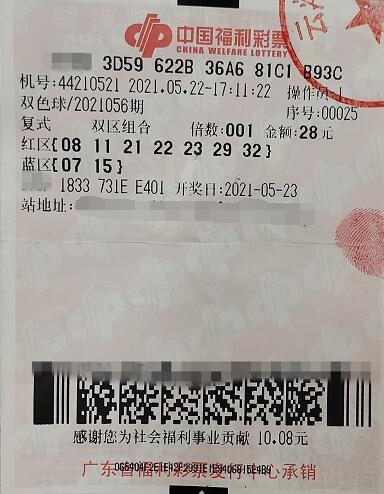 中国福利彩票
CHINA WELFARE LOTTERY
3D59 622B 36A6 81C1 B93C
机号:44210521 2021.05.22-17:11:22 操作员:1
双色球/2021056期 序号:00025
复式 双区组合 倍数:001 金额:28元
红区{08 11 21 22 23 29 32}
蓝区{07 15}
1833 731E E401 开奖日:2021-05-23
站地址:
感谢您为社会福利事业贡献 10.08元
广东省福利彩票发行中心承销